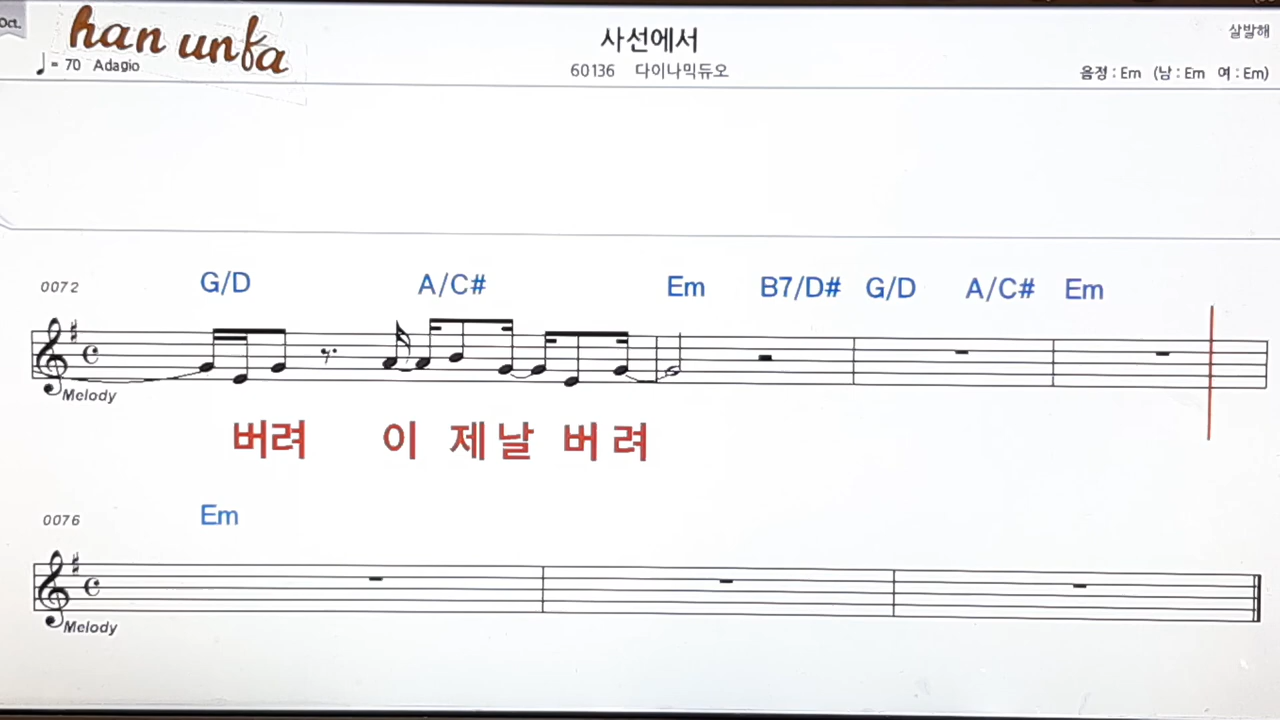 Oct.
han unfa
사선에서
살발해
♩= 70 Adagio
60136 다이나믹듀오
음정 : Em (남 : Em 여 : Em)
0072
G/D A/C# Em B7/D# G/D A/C# Em
Melody
버려 이 제 날 버 려
0076
Em
Melody